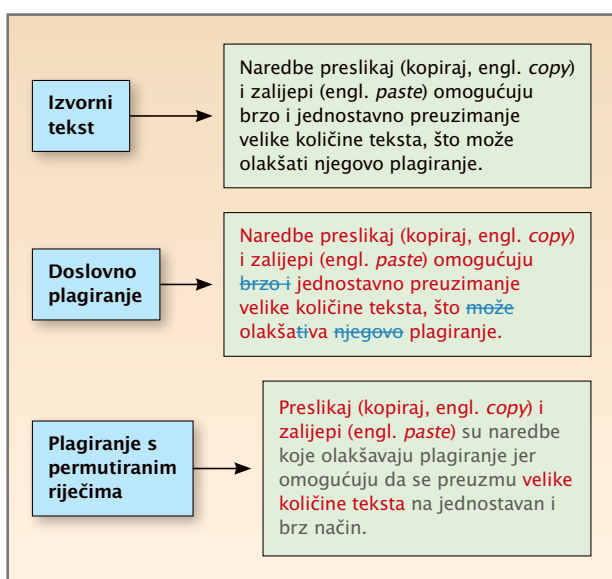 Izvorni
tekst
Naredbe preslikaj (kopiraj, engl. copy)
i zalijepi (engl. paste) omogućuju
brzo i jednostavno preuzimanje
velike količine teksta, što može
olakšati njegovo plagiranje.
Doslovno
plagiranje
Naredbe preslikaj (kopiraj, engl. copy)
i zalijepi (engl. paste) omogućuju
brzo i jednostavno preuzimanje
velike količine teksta, što može
olakšativa njegovo plagiranje.
Plagiranje s
permutiranim
riječima
Preslikaj (kopiraj, engl. copy) i
zalijepi (engl. paste) su naredbe
koje olakšavaju plagiranje jer
omogućuju da se preuzmu velike
količine teksta na jednostavan i
brz način.